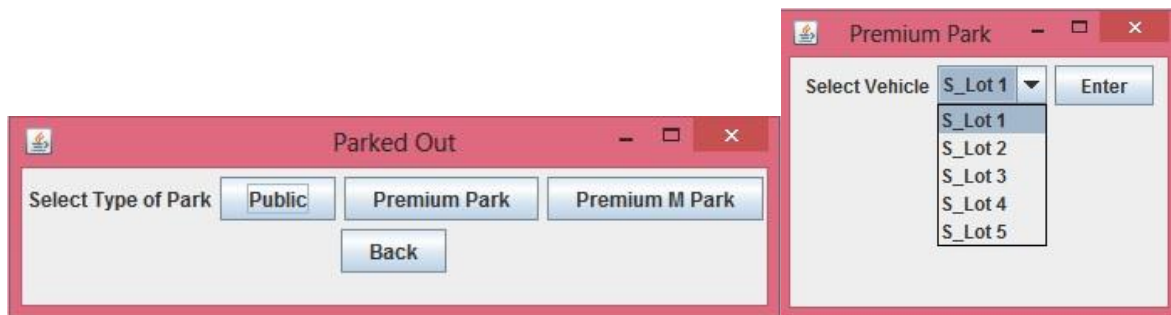 Parked Out
Select Type of Park Public Premium Park Premium M Park
Back
Premium Park
Select Vehicle S_Lot 1 Enter
S_Lot 1
S_Lot 2
S_Lot 3
S_Lot 4
S_Lot 5